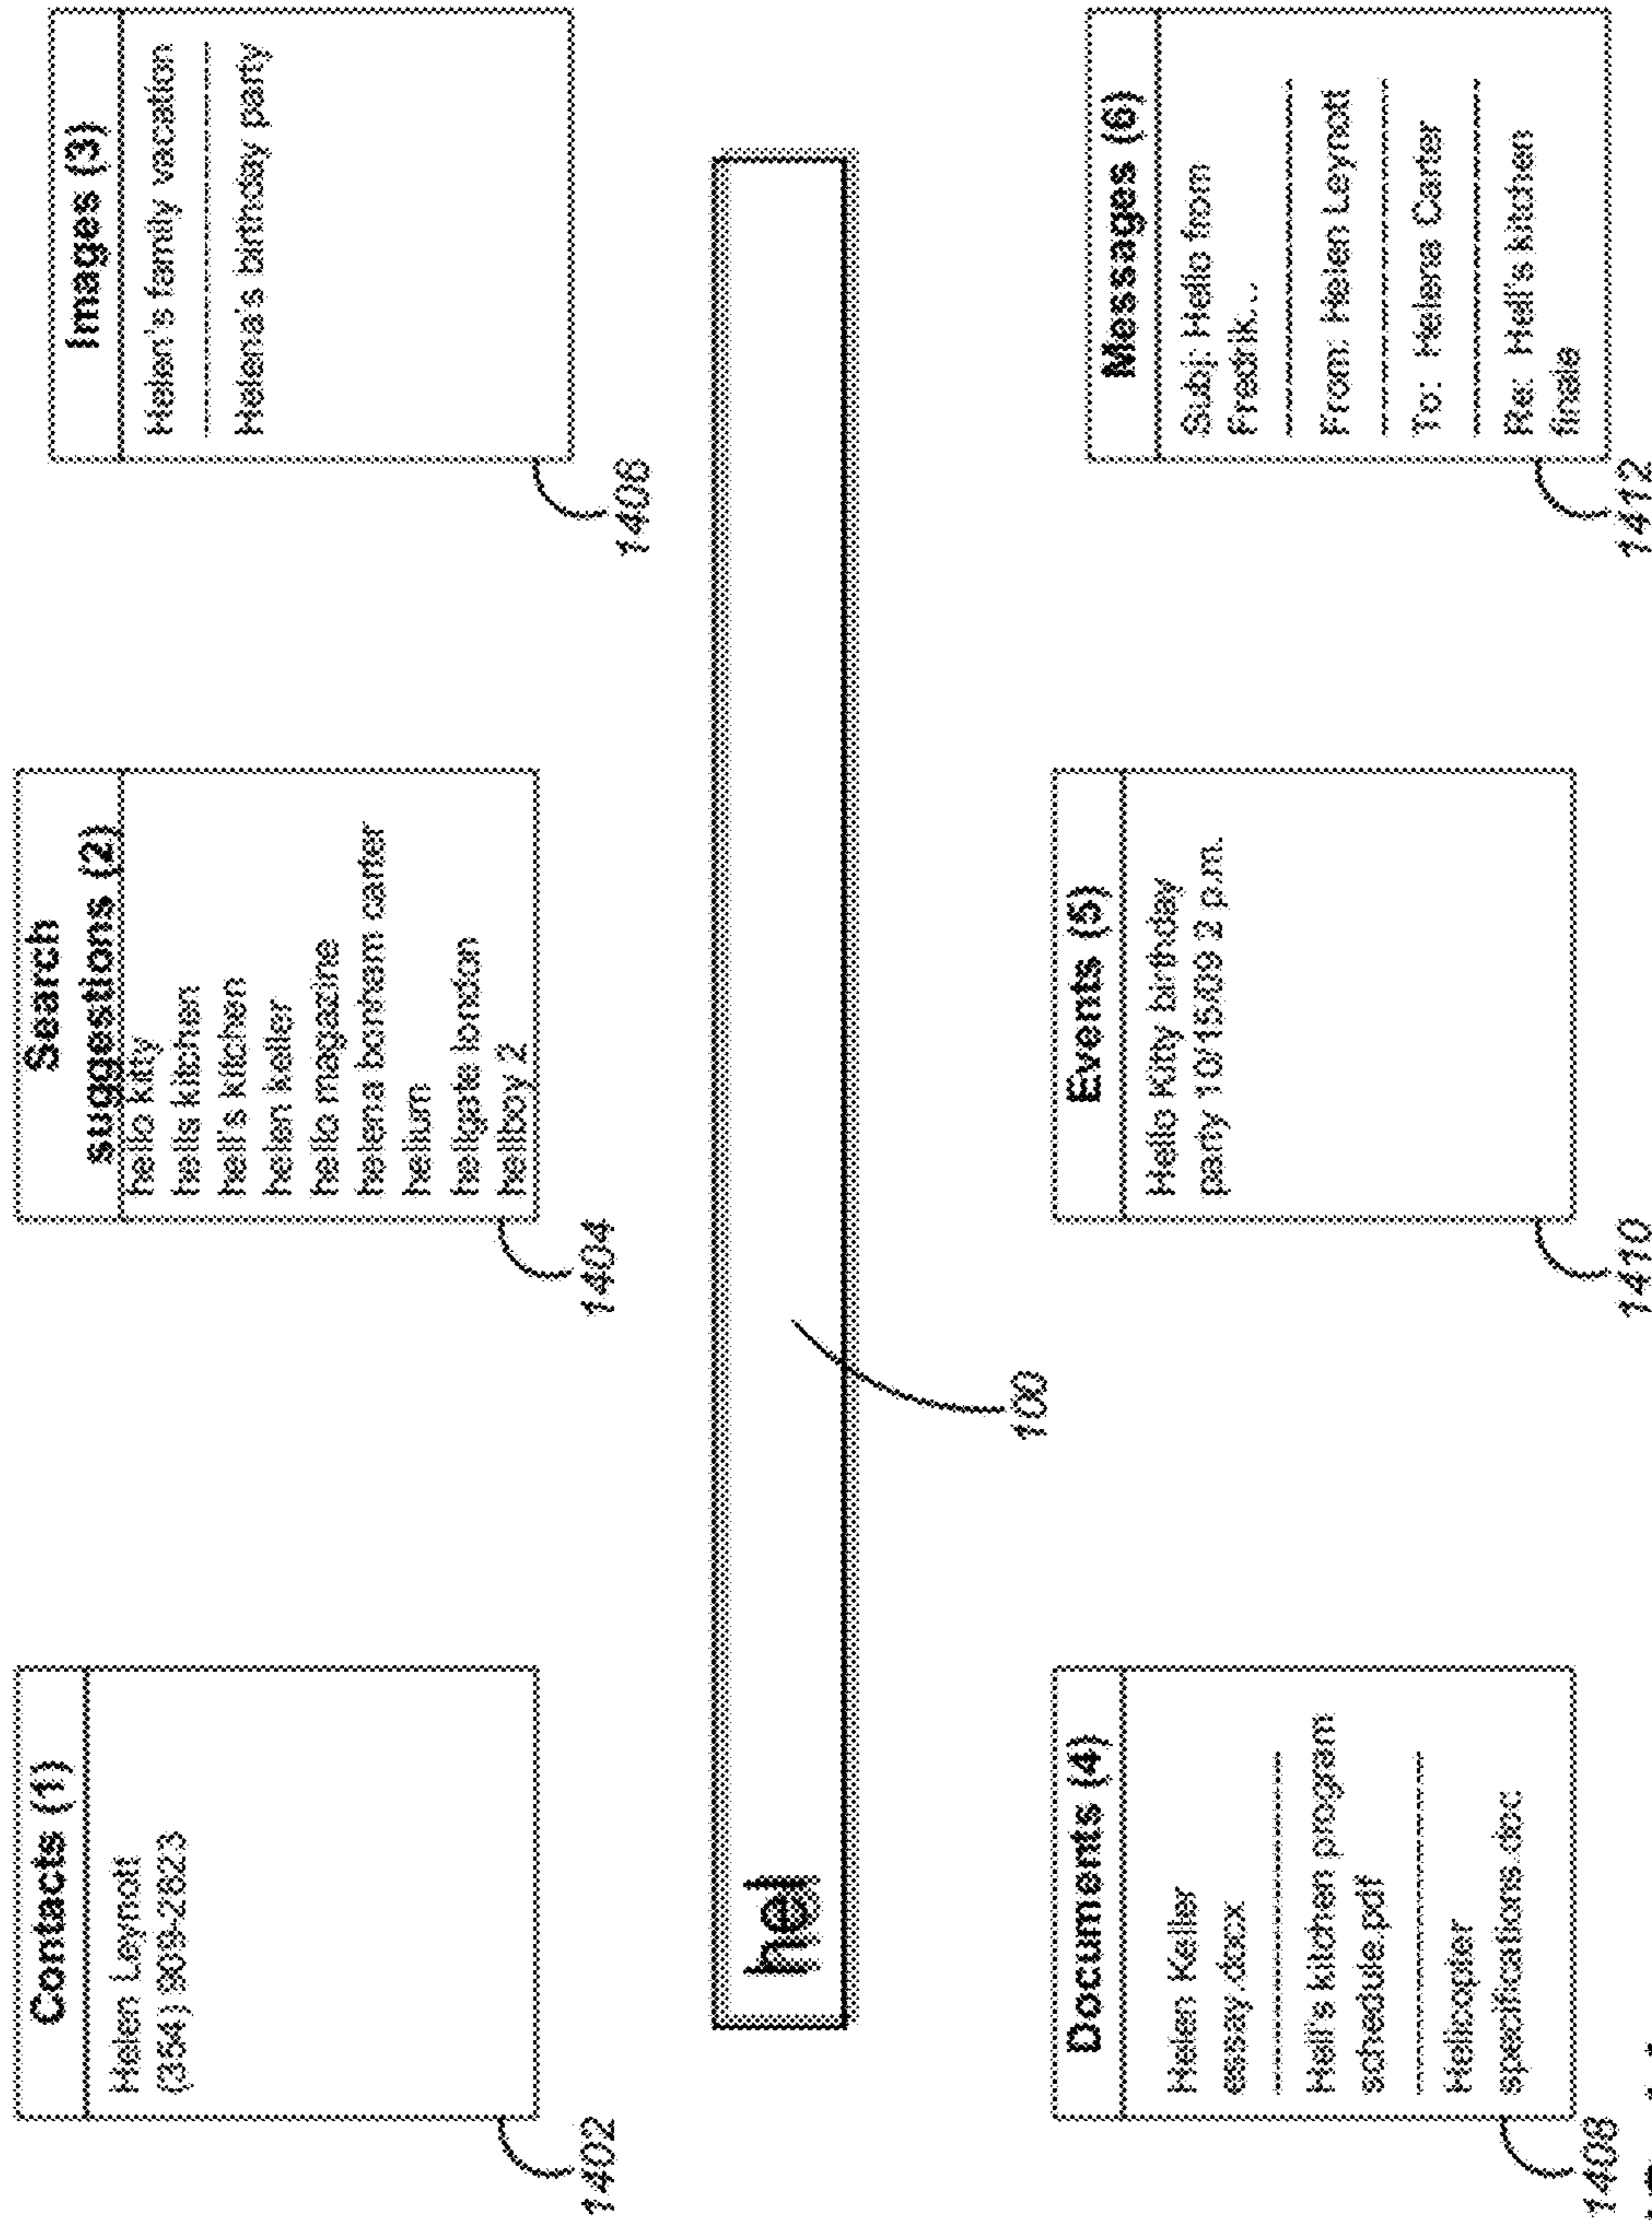 Contacts (1)
Helen Leynott
(354) 909-2823
1402
Search
suggestions (2)
hello kitty
hells kitchen
hell's kitchen
helen keller
hello magazine
helena bonham carter
helium
hellgate london
hellboy 2
1404
Images (3)
Helen's family vacation
Helena's birthday party
1406
hel
100
Documents (4)
Helen Keller
essay.docx
Hell's kitchen program
schedule.pdf
Helicopter
specifications.doc
1408
Events (5)
Hello Kitty birthday
party 10/15/09 2 p.m.
1410
Messages (6)
Subj: Hello from
Fredrik...
From: Helen Leynott
To: Helena Carter
Re: Hell's kitchen
finale
1412